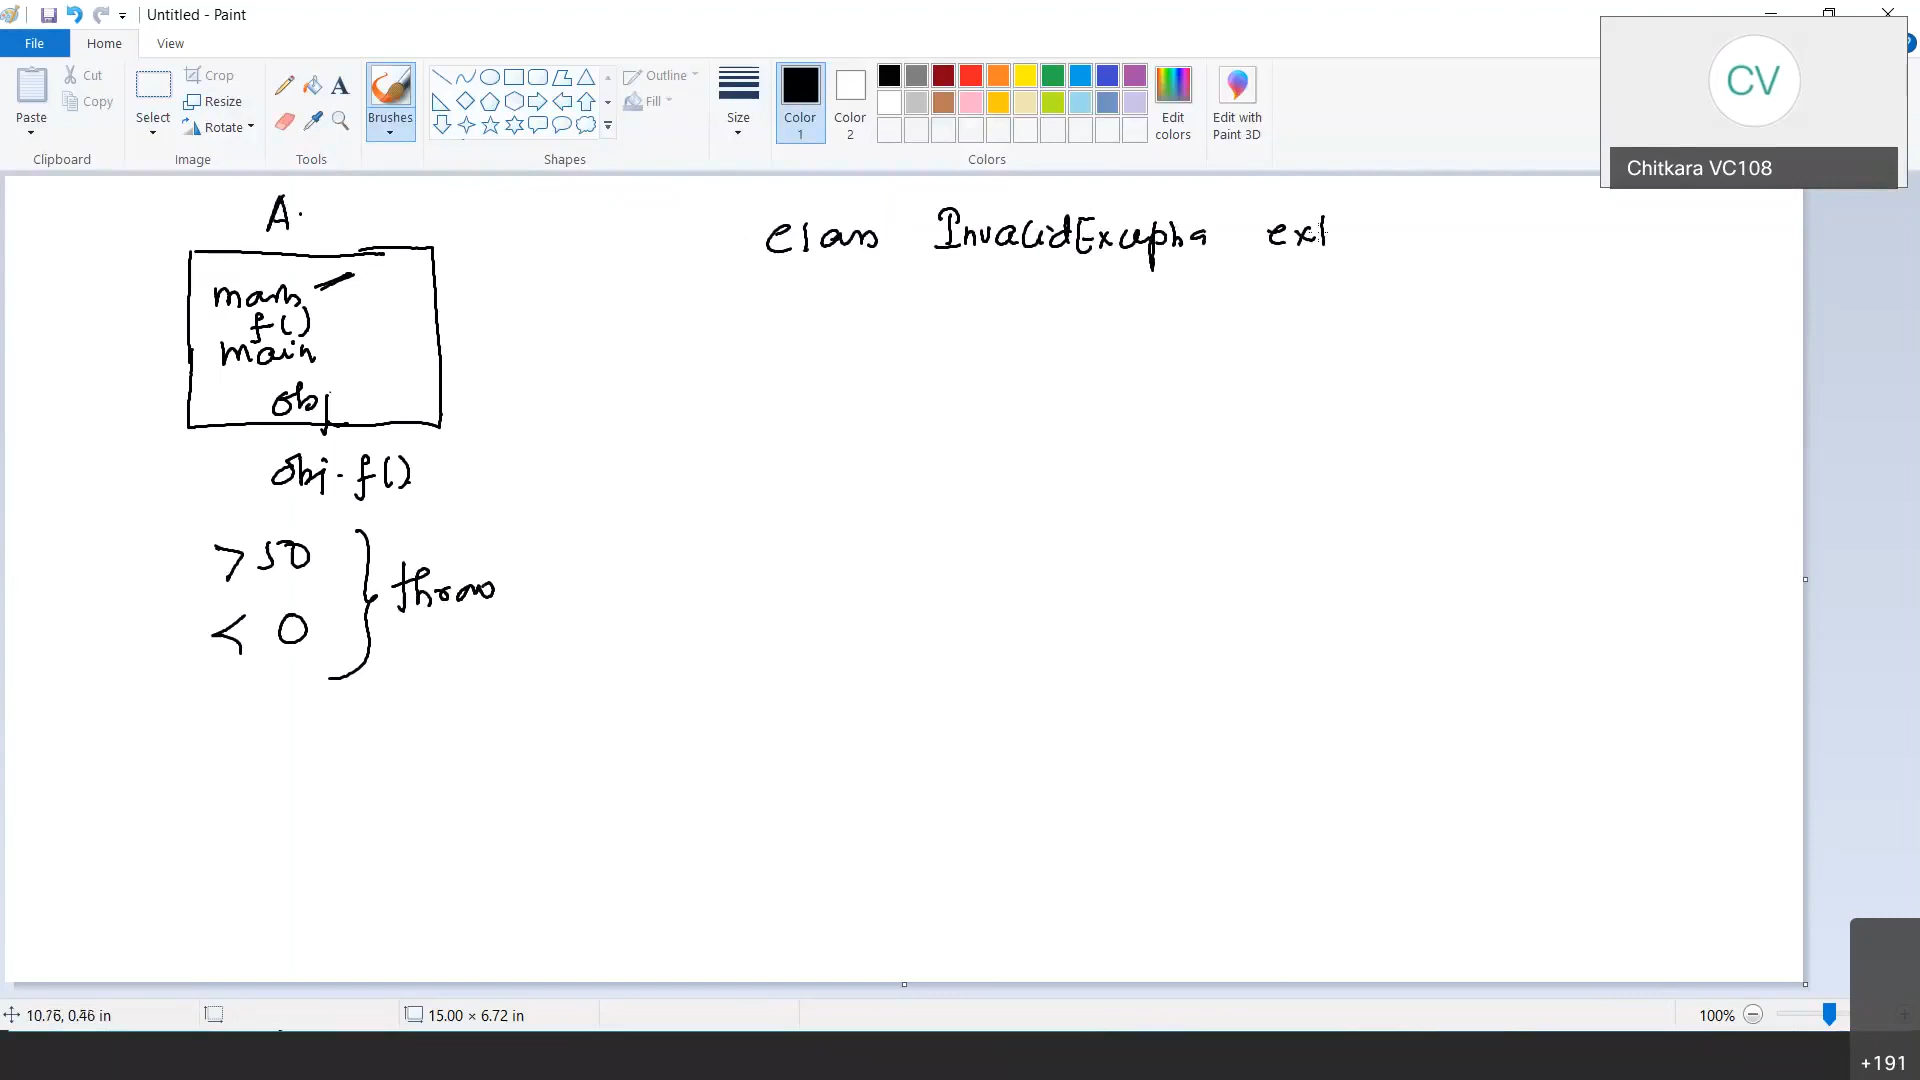 Untitled - Paint
File Home View
Paste
Cut
Copy
Clipboard
Select
Crop
Resize
Rotate
Image
Tools
Brushes
Outline
Fill
Shapes
Size
Color 1
Color 2
Edit colors
Edit with Paint 3D
Colors
CV
Chitkara VC108
A.
marks
f()
main
obj
obj.f()
>50
< 0
throw
class InvalidException ext
10.76, 0.46 in
15.00 × 6.72 in
100%
+191